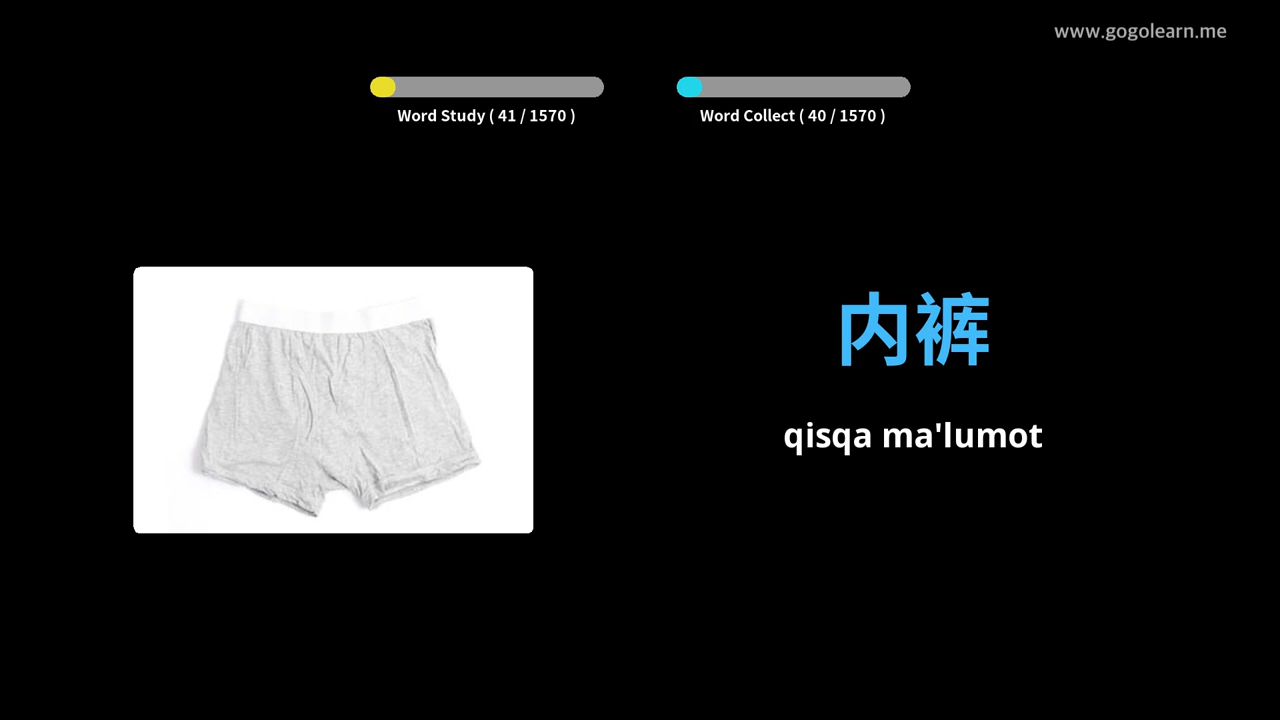 www.gogolearn.me
Word Study ( 41 / 1570 )
Word Collect ( 40 / 1570 )
内裤
qisqa ma'lumot